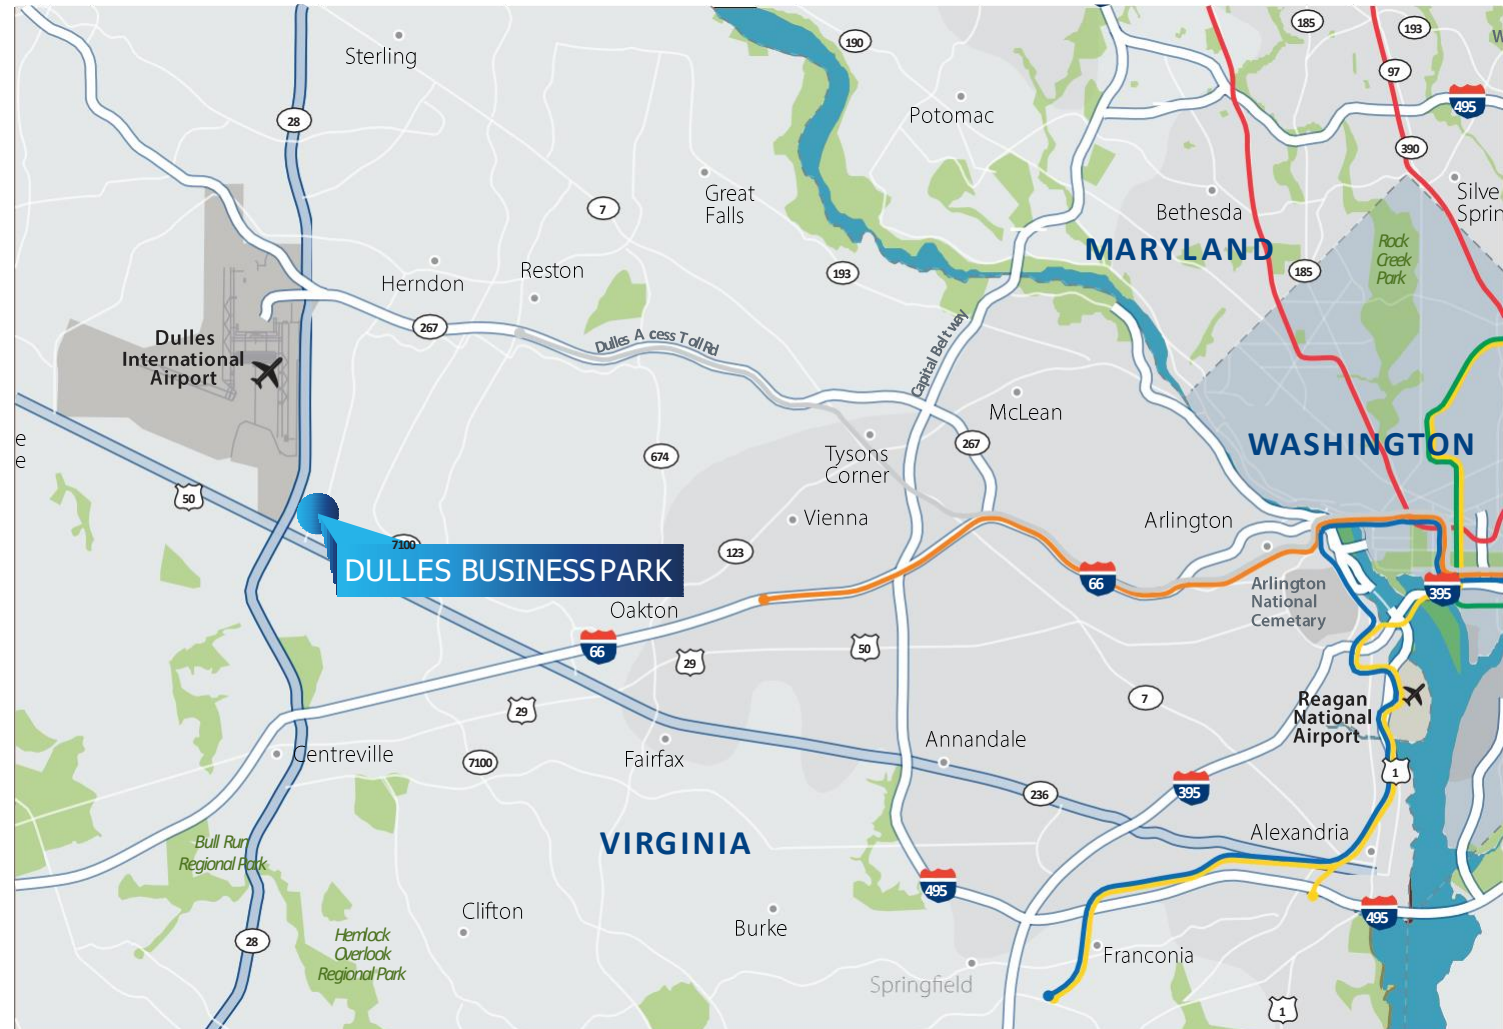 185
193
W
190
Sterling
97
495
Potomac
28
390
Great
Falls
Silve
Sprin
7
Bethesda
MARYLAND
Rock
Creek
Park
Reston
Herndon
193
185
267
Dulles A cess Toll Rd
Capital Beltway
Dulles
International
Airport
McLean
e
e
267
WASHINGTON
Tysons
Corner
674
50
Vienna
Arlington
7100
123
DULLES BUSINESS PARK
66
Arlington
National
Cemetary
395
Oakton
66
50
29
29
7
Reagan
National
Airport
Centreville
Fairfax
Annandale
7100
1
395
236
VIRGINIA
Alexandria
Bull Run
Regional Park
495
Clifton
Burke
495
28
Hemlock
Overlook
Regional Park
Franconia
Springfield
1